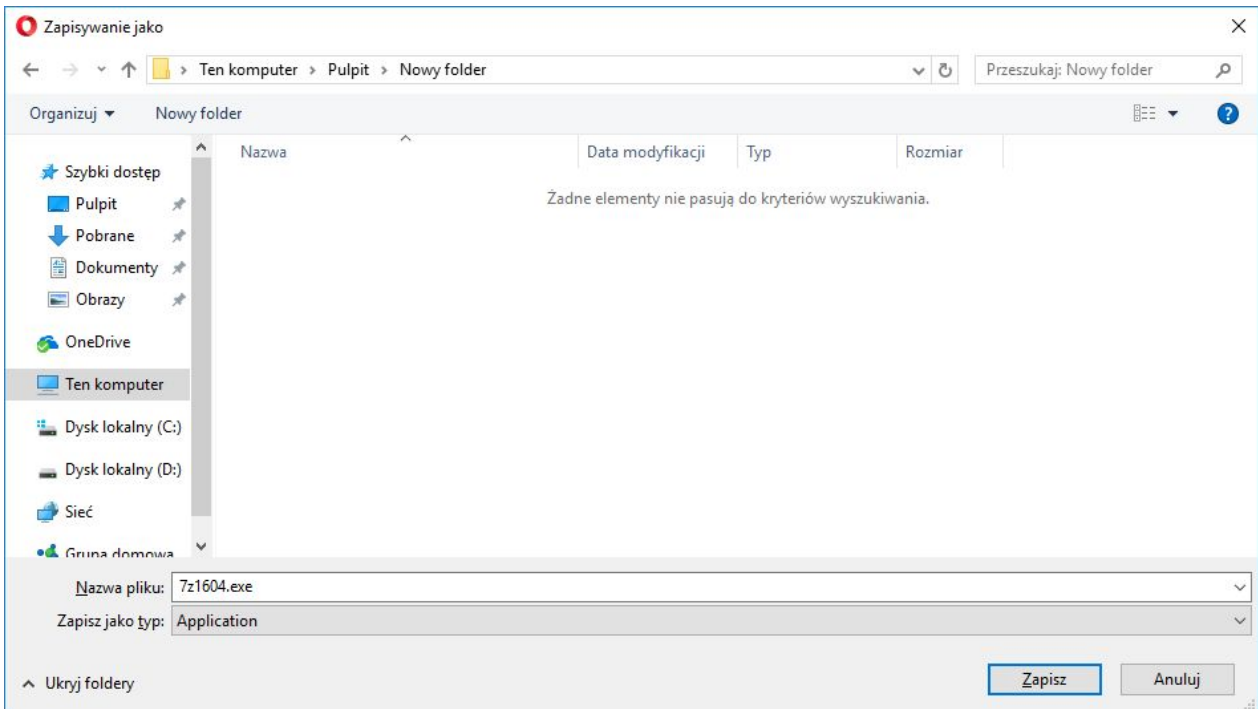 Zapisywanie jako
Ten komputer > Pulpit > Nowy folder
Przeszukaj: Nowy folder
Organizuj
Nowy folder
Nazwa
Data modyfikacji
Typ
Rozmiar
Żadne elementy nie pasują do kryteriów wyszukiwania.
Szybki dostęp
Pulpit
Pobrane
Dokumenty
Obrazy
OneDrive
Ten komputer
Dysk lokalny (C:)
Dysk lokalny (D:)
Sieć
Grupa domowa
Nazwa pliku: 7z1604.exe
Zapisz jako typ: Application
Ukryj foldery
Zapisz
Anuluj